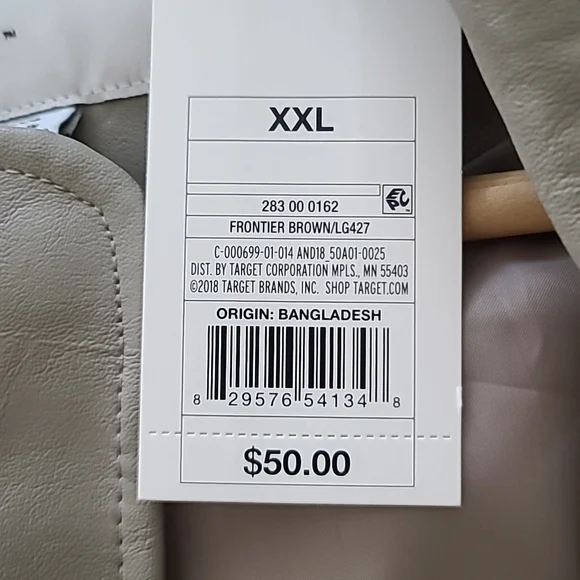 XXL
283 00 0162
EPC
FRONTIER BROWN/LG427
C-000699-01-014 AND18_50A01-0025
DIST. BY TARGET CORPORATION MPLS., MN 55403
©2018 TARGET BRANDS, INC. SHOP TARGET.COM
ORIGIN: BANGLADESH
8 29576 54134 8
$50.00